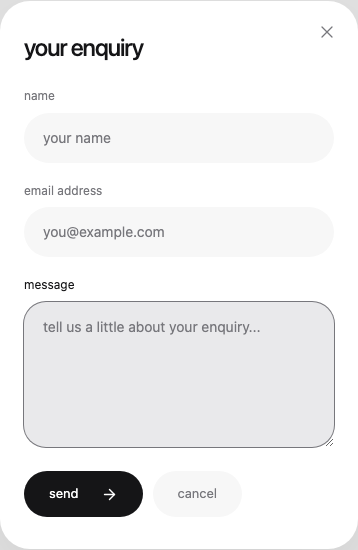 your enquiry
name
your name
email address
you@example.com
message
tell us a little about your enquiry...
send
cancel